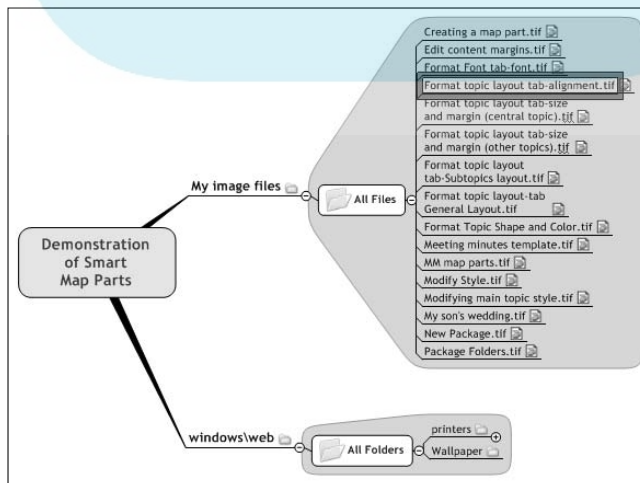 Creating a map part.tif
Edit content margins.tif
Format Font tab-font.tif
Format topic layout tab-alignment.tif
Format topic layout tab-size
and margin (central topic).tif
Format topic layout tab-size
and margin (other topics).tif
Format topic layout
tab-Subtopics layout.tif
Format topic layout-tab
General Layout.tif
Format Topic Shape and Color.tif
Meeting minutes template.tif
MM map parts.tif
Modify Style.tif
Modifying main topic style.tif
My son's wedding.tif
New Package.tif
Package Folders.tif
My image files
All Files
Demonstration
of Smart
Map Parts
windows\web
All Folders
printers
Wallpaper